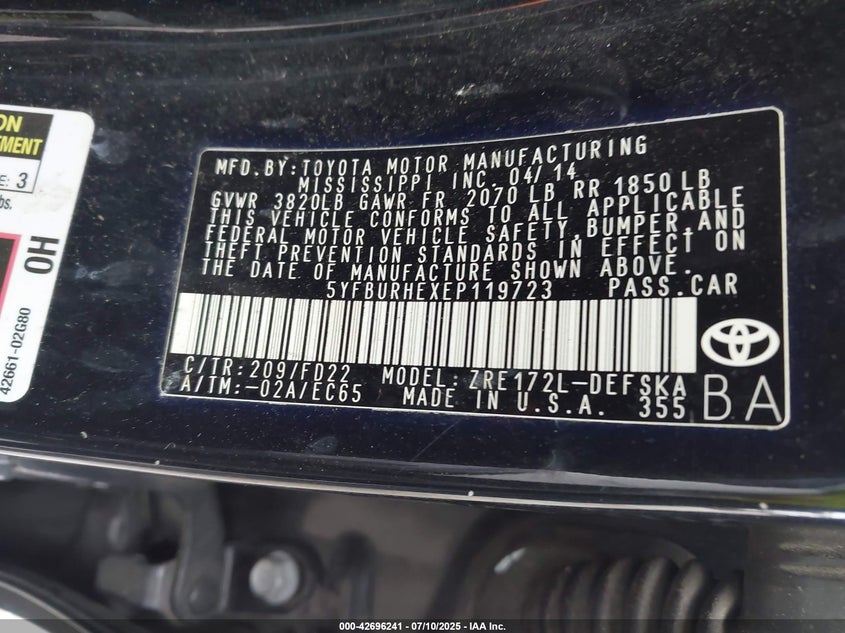 ON
TEMENT
E: 3
bs.
HO
42661-02G80
MFD. BY: TOYOTA MOTOR MANUFACTURING
MISSISSIPPI INC 04/14
GVWR 3820LB GAWR FR 2070 LB RR 1850 LB
THIS VEHICLE CONFORMS TO ALL APPLICABLE
FEDERAL MOTOR VEHICLE SAFETY,BUMPER,AND
THEFT PREVENTION STANDARDS IN EFFECT ON
THE DATE OF MANUFACTURE SHOWN ABOVE.
5YFBURHEXEP119723 PASS.CAR
C/TR: 209/FD22 MODEL: ZRE172L-DEFSKA
A/TM: -02A/EC65 MADE IN U.S.A. 355
BA
000-42696241 - 07/10/2025 - IAA Inc.